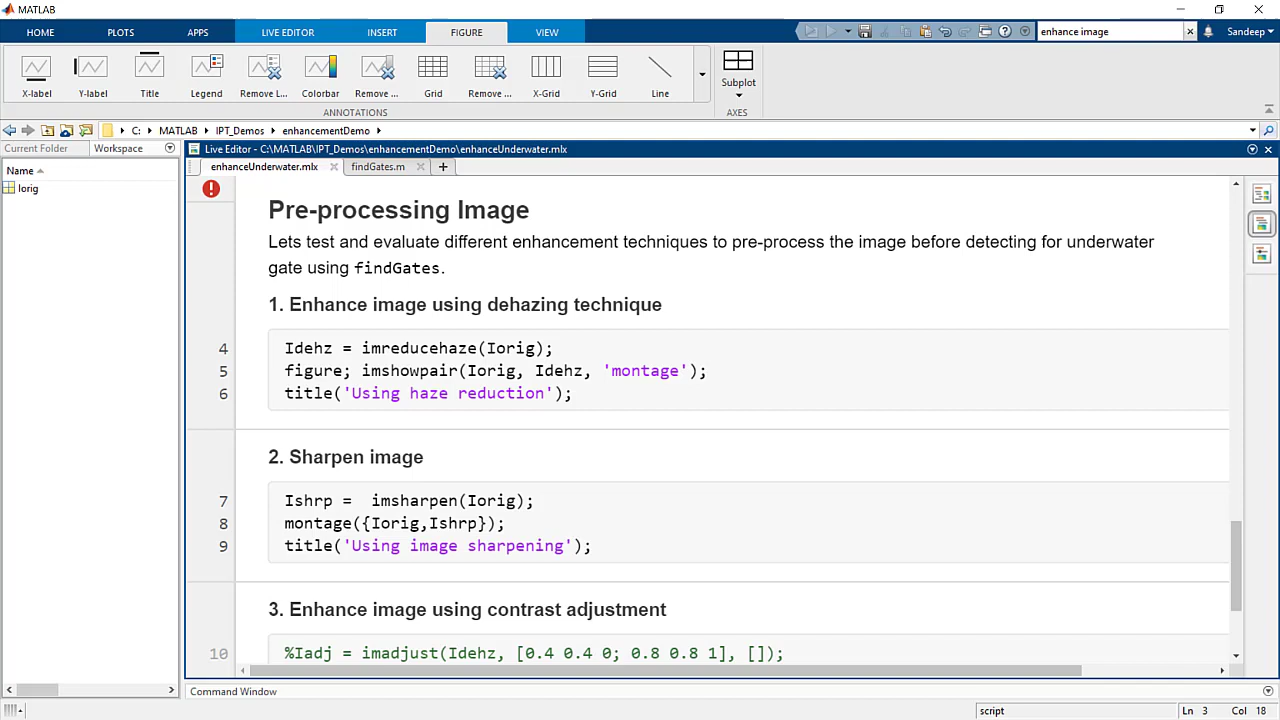 MATLAB
HOME PLOTS APPS LIVE EDITOR INSERT FIGURE VIEW enhance image Sandeep
X-label Y-label Title Legend Remove L... Colorbar Remove ... Grid Remove ... X-Grid Y-Grid Line Subplot
ANNOTATIONS AXES
C: MATLAB IPT_Demos enhancementDemo
Current Folder Workspace Live Editor - C:\MATLAB\IPT_Demos\enhancementDemo\enhanceUnderwater.mlx
enhanceUnderwater.mlx findGates.m
Name
Iorig
Pre-processing Image
Lets test and evaluate different enhancement techniques to pre-process the image before detecting for underwater
gate using findGates.
1. Enhance image using dehazing technique
4 Idehz = imreducehaze(Iorig);
5 figure; imshowpair(Iorig, Idehz, 'montage');
6 title('Using haze reduction');
2. Sharpen image
7 Ishrp =  imsharpen(Iorig);
8 montage({Iorig,Ishrp});
9 title('Using image sharpening');
3. Enhance image using contrast adjustment
10 %Iadj = imadjust(Idehz, [0.4 0.4 0; 0.8 0.8 1], []);
Command Window
script Ln 3 Col 18